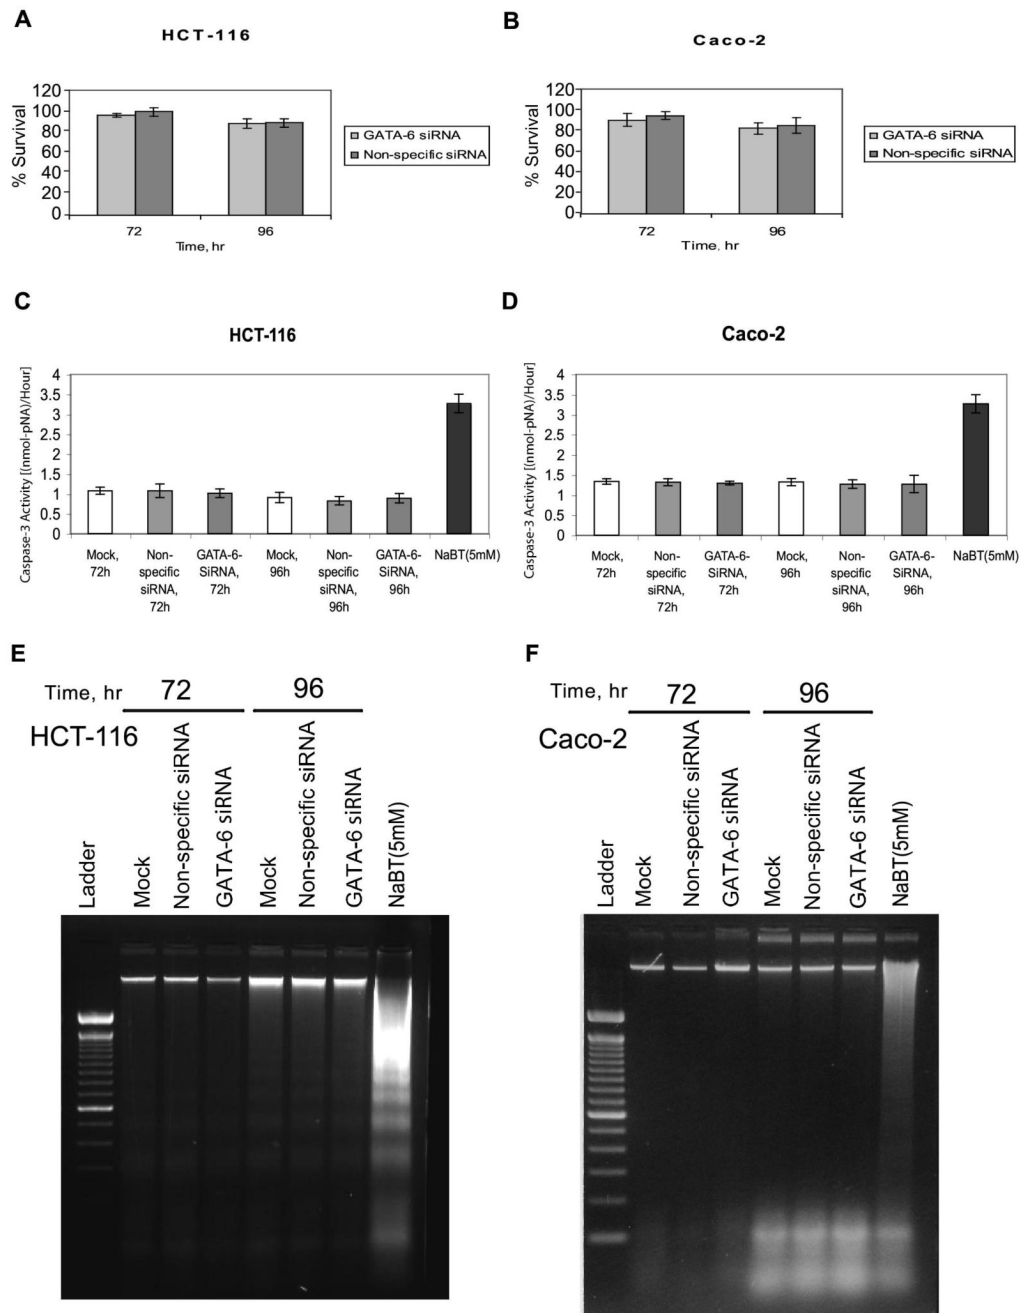 A
HCT-116
% Survival
120
100
80
60
40
20
0
72
96
Time, hr
GATA-6 siRNA
Non-specific siRNA
B
Caco-2
% Survival
120
100
80
60
40
20
0
72
96
Time. hr
GATA-6 siRNA
Non-specific siRNA
C
HCT-116
Caspase-3 Activity [(nmol-pNA)/Hour]
4
3.5
3
2.5
2
1.5
1
0.5
0
Mock,
72h
Non-
specific
siRNA,
72h
GATA-6-
SiRNA,
72h
Mock,
96h
Non-
specific
siRNA,
96h
GATA-6-
SiRNA,
96h
NaBT(5mM)
D
Caco-2
Caspase-3 Activity [(nmol-pNA)/Hour]
4
3.5
3
2.5
2
1.5
1
0.5
0
Mock,
72h
Non-
specific
siRNA,
72h
GATA-6-
SiRNA,
72h
Mock,
96h
Non-
specific
siRNA,
96h
GATA-6-
SiRNA,
96h
NaBT(5mM)
E
Time, hr
72
96
HCT-116
Ladder
Mock
Non-specific siRNA
GATA-6 siRNA
Mock
Non-specific siRNA
GATA-6 siRNA
NaBT(5mM)
F
Time, hr
72
96
Caco-2
Ladder
Mock
Non-specific siRNA
GATA-6 siRNA
Mock
Non-specific siRNA
GATA-6 siRNA
NaBT(5mM)